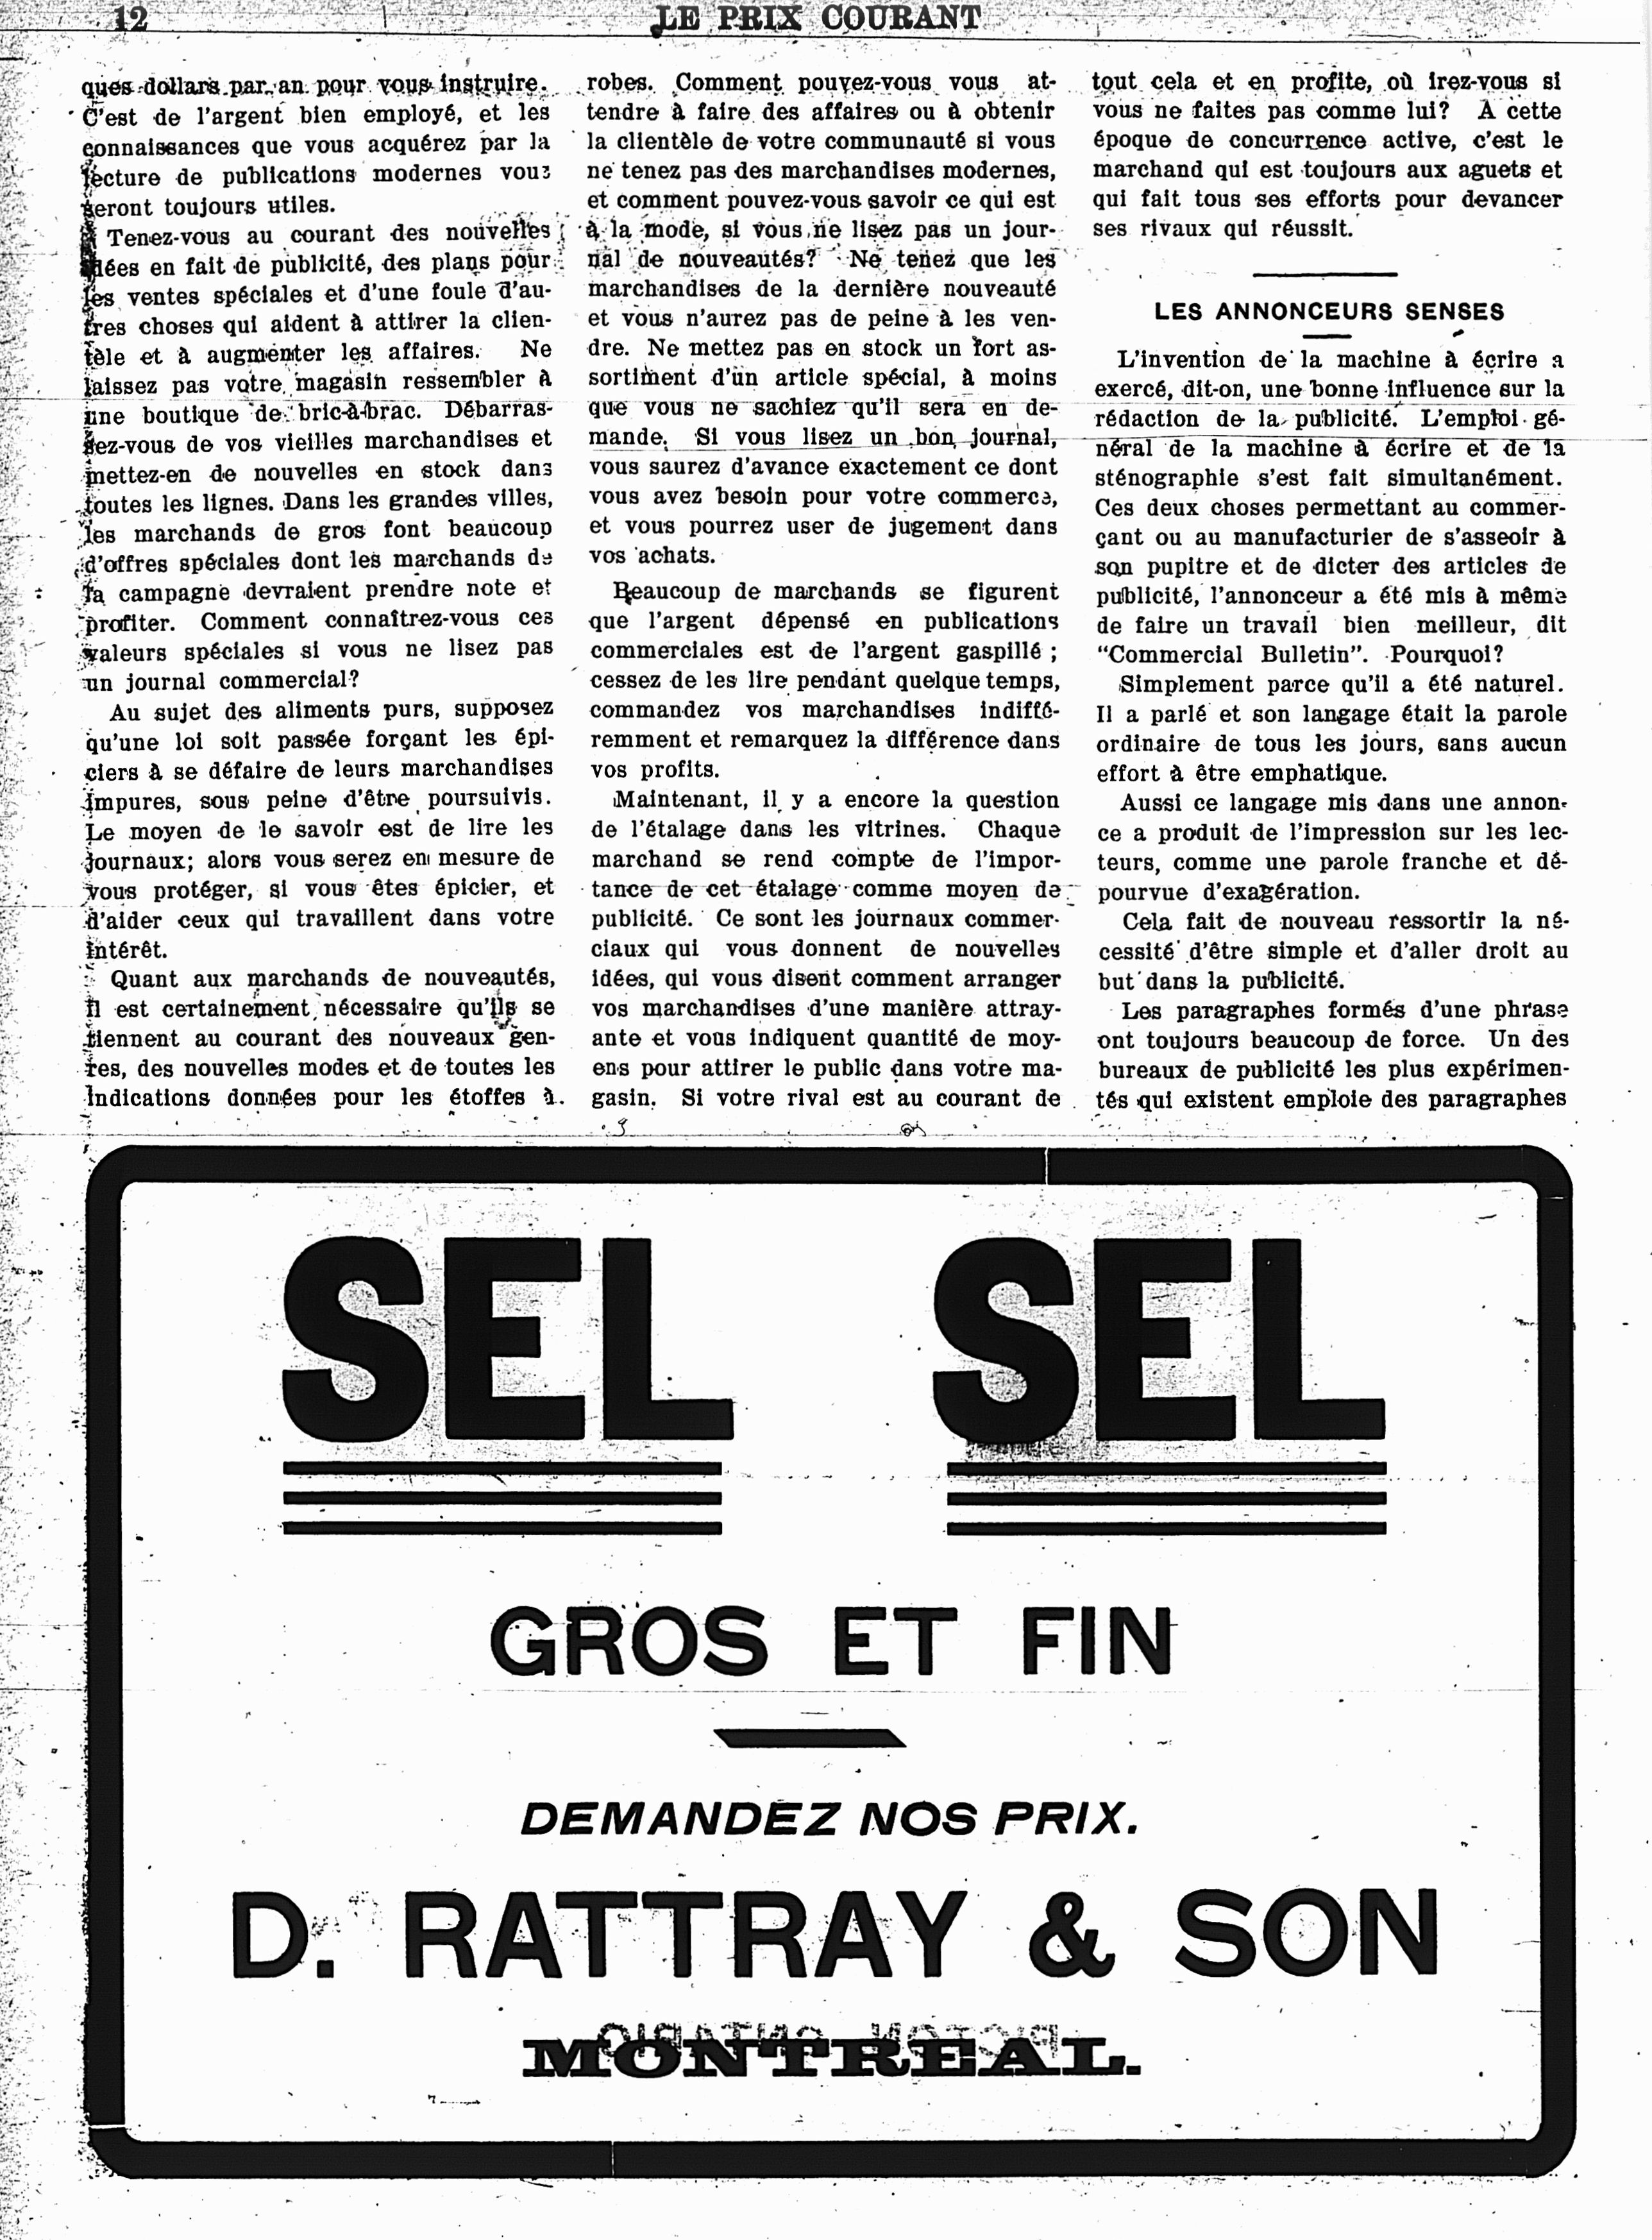 12
LE PRIX COURANT
ques dollars par an pour vous instruire.
C'est de l'argent bien employé, et les
connaissances que vous acquérez par la
lecture de publications modernes vous
seront toujours utiles.
Tenez-vous au courant des nouvelles
idées en fait de publicité, des plans pour
les ventes spéciales et d'une foule d'au-
tres choses qui aident à attirer la clien-
tèle et à augmenter les affaires. Ne
laissez pas votre magasin ressembler à
une boutique de bric-à-brac. Débarras-
sez-vous de vos vieilles marchandises et
mettez-en de nouvelles en stock dans
toutes les lignes. Dans les grandes villes,
les marchands de gros font beaucoup
d'offres spéciales dont les marchands de
la campagne devraient prendre note et
profiter. Comment connaîtrez-vous ces
valeurs spéciales si vous ne lisez pas
un journal commercial?
Au sujet des aliments purs, supposez
qu'une loi soit passée forçant les épi-
ciers à se défaire de leurs marchandises
impures, sous peine d'être poursuivis.
Le moyen de le savoir est de lire les
journaux; alors vous serez en mesure de
vous protéger, si vous êtes épicier, et
d'aider ceux qui travaillent dans votre
intérêt.
Quant aux marchands de nouveautés,
il est certainement nécessaire qu'ils se
tiennent au courant des nouveaux gen-
res, des nouvelles modes et de toutes les
indications données pour les étoffes à
robes. Comment pouvez-vous vous at-
tendre à faire des affaires ou à obtenir
la clientèle de votre communauté si vous
ne tenez pas des marchandises modernes,
et comment pouvez-vous savoir ce qui est
à la mode, si vous ne lisez pas un jour-
nal de nouveautés? Ne tenez que les
marchandises de la dernière nouveauté
et vous n'aurez pas de peine à les ven-
dre. Ne mettez pas en stock un fort as-
sortiment d'un article spécial, à moins
que vous ne sachiez qu'il sera en de-
mande. Si vous lisez un bon journal,
vous saurez d'avance exactement ce dont
vous avez besoin pour votre commerce,
et vous pourrez user de jugement dans
vos achats.
Beaucoup de marchands se figurent
que l'argent dépensé en publications
commerciales est de l'argent gaspillé ;
cessez de les lire pendant quelque temps,
commandez vos marchandises indiffé-
remment et remarquez la différence dans
vos profits.
Maintenant, il y a encore la question
de l'étalage dans les vitrines. Chaque
marchand se rend compte de l'impor-
tance de cet étalage comme moyen de
publicité. Ce sont les journaux commer-
ciaux qui vous donnent de nouvelles
idées, qui vous disent comment arranger
vos marchandises d'une manière attray-
ante et vous indiquent quantité de moy-
ens pour attirer le public dans votre ma-
gasin. Si votre rival est au courant de
tout cela et en profite, où irez-vous si
vous ne faites pas comme lui? A cette
époque de concurrence active, c'est le
marchand qui est toujours aux aguets et
qui fait tous ses efforts pour devancer
ses rivaux qui réussit.
LES ANNONCEURS SENSES
L'invention de la machine à écrire a
exercé, dit-on, une bonne influence sur la
rédaction de la publicité. L'emploi gé-
néral de la machine à écrire et de la
sténographie s'est fait simultanément.
Ces deux choses permettant au commer-
çant ou au manufacturier de s'asseoir à
son pupitre et de dicter des articles de
publicité, l'annonceur a été mis à même
de faire un travail bien meilleur, dit
"Commercial Bulletin". Pourquoi?
Simplement parce qu'il a été naturel.
Il a parlé et son langage était la parole
ordinaire de tous les jours, sans aucun
effort à être emphatique.
Aussi ce langage mis dans une annon-
ce a produit de l'impression sur les lec-
teurs, comme une parole franche et dé-
pourvue d'exagération.
Cela fait de nouveau ressortir la né-
cessité d'être simple et d'aller droit au
but dans la publicité.
Les paragraphes formés d'une phrase
ont toujours beaucoup de force. Un des
bureaux de publicité les plus expérimen-
tés qui existent emploie des paragraphes
SEL SEL
GROS ET FIN
DEMANDEZ NOS PRIX.
D. RATTRAY & SON
MONTREAL.